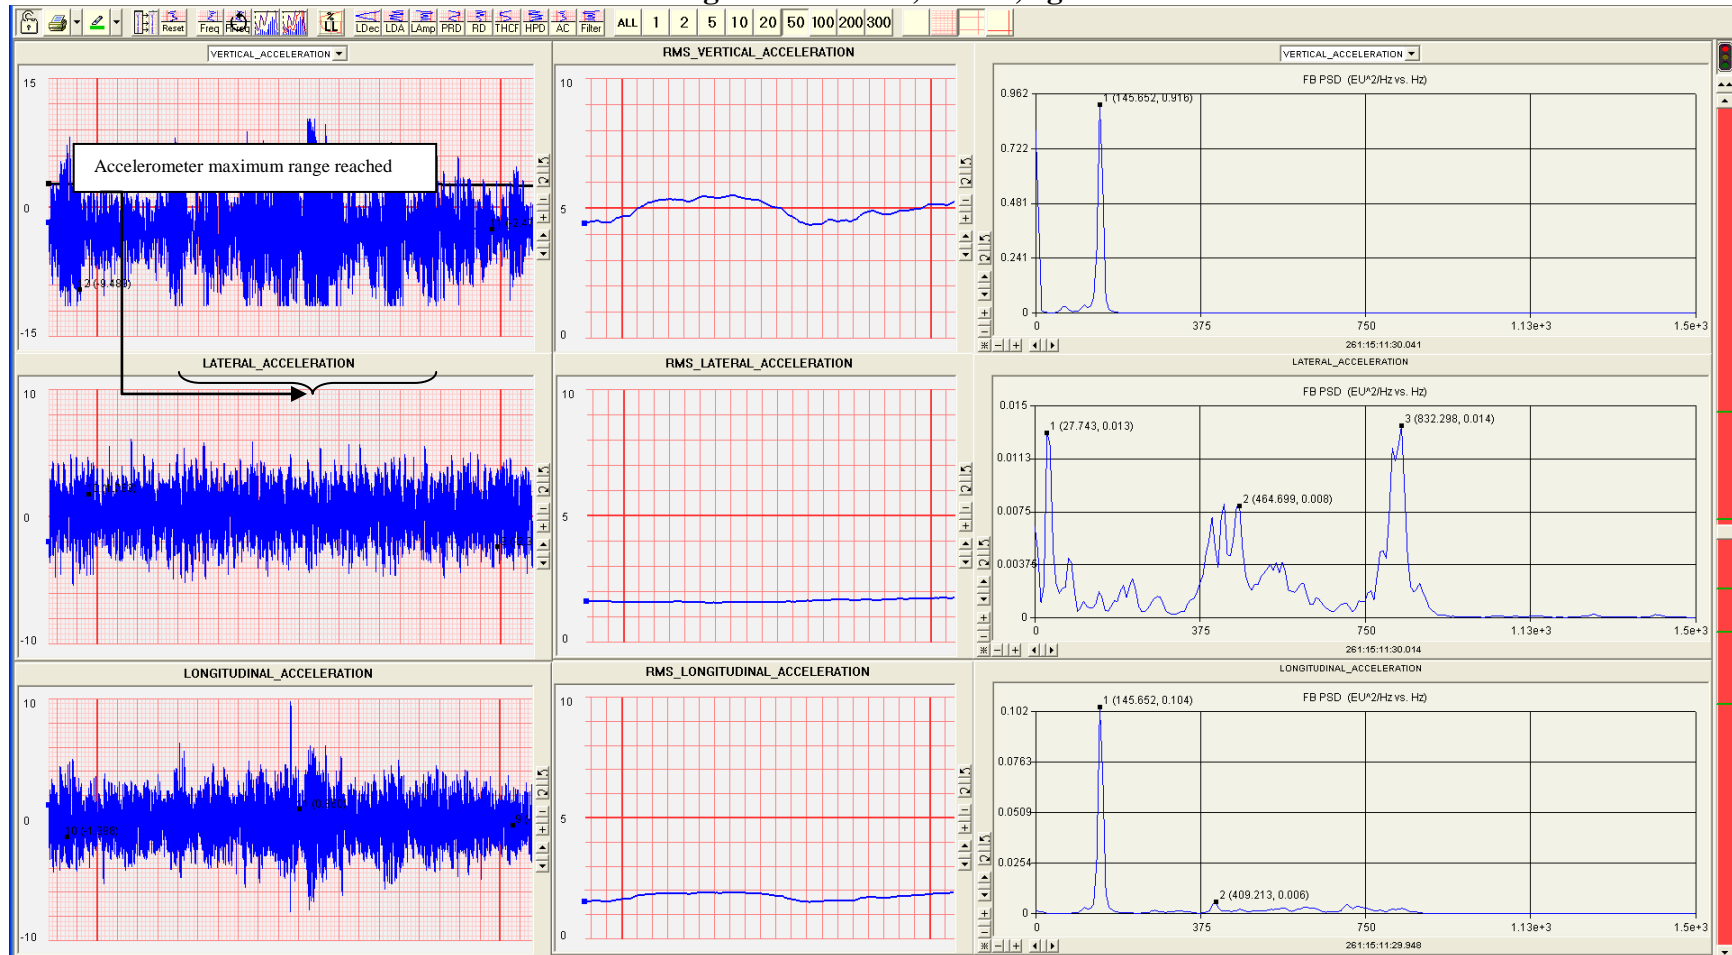 Reset Freq LL LDec LDA LAmp PRD RD THCF HPD AC Filter ALL 1 2 5 10 20 50 100 200 300
VERTICAL_ACCELERATION
15
0
-15
Accelerometer maximum range reached
2 (-9.489)
RMS_VERTICAL_ACCELERATION
10
5
0
VERTICAL_ACCELERATION
FB PSD (EU^2/Hz vs. Hz)
1 (145.652, 0.916)
0.962
0.722
0.481
0.241
0
0 375 750 1.13e+3 1.5e+3
261:15:11:30.041
LATERAL_ACCELERATION
10
0
-10
RMS_LATERAL_ACCELERATION
10
5
0
LATERAL_ACCELERATION
FB PSD (EU^2/Hz vs. Hz)
1 (27.743, 0.013)
2 (464.699, 0.008)
3 (832.298, 0.014)
0.015
0.0113
0.0075
0.00375
0
0 375 750 1.13e+3 1.5e+3
261:15:11:30.014
LONGITUDINAL_ACCELERATION
10
0
-10
RMS_LONGITUDINAL_ACCELERATION
10
5
0
LONGITUDINAL_ACCELERATION
FB PSD (EU^2/Hz vs. Hz)
1 (145.652, 0.104)
2 (409.213, 0.006)
0.102
0.0763
0.0509
0.0254
0
0 375 750 1.13e+3 1.5e+3
261:15:11:29.948